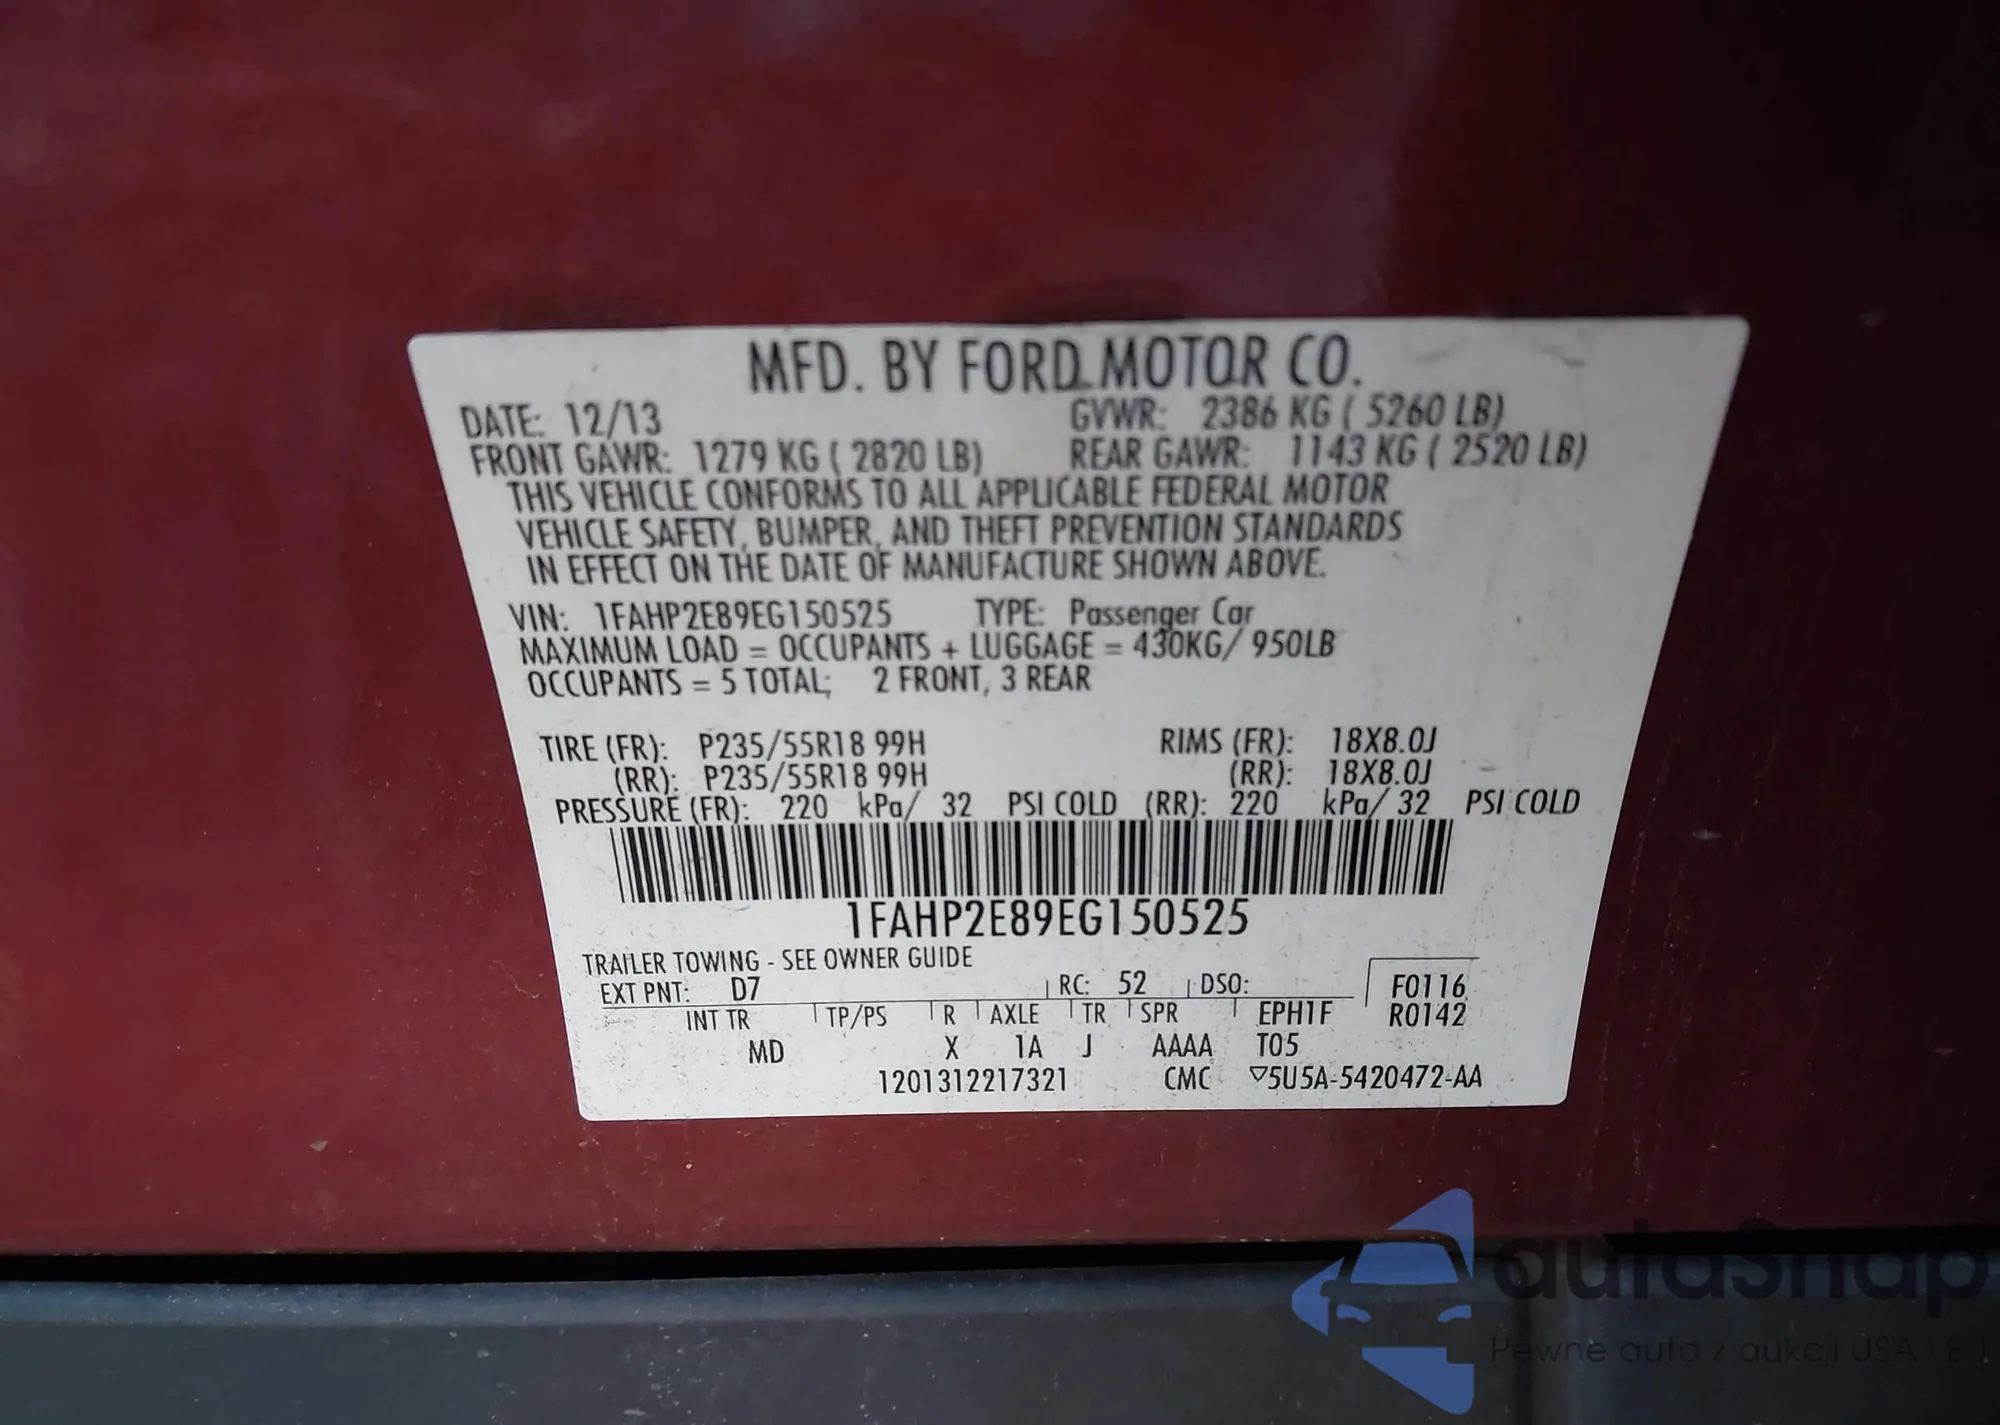 MFD. BY FORD MOTOR CO.
DATE: 12/13 GVWR: 2386 KG ( 5260 LB)
FRONT GAWR: 1279 KG ( 2820 LB) REAR GAWR: 1143 KG ( 2520 LB)
THIS VEHICLE CONFORMS TO ALL APPLICABLE FEDERAL MOTOR
VEHICLE SAFETY, BUMPER, AND THEFT PREVENTION STANDARDS
IN EFFECT ON THE DATE OF MANUFACTURE SHOWN ABOVE.
VIN: 1FAHP2E89EG150525 TYPE: Passenger Car
MAXIMUM LOAD = OCCUPANTS + LUGGAGE = 430KG/ 950LB
OCCUPANTS = 5 TOTAL; 2 FRONT, 3 REAR
TIRE (FR): P235/55R18 99H RIMS (FR): 18X8.0J
(RR): P235/55R18 99H (RR): 18X8.0J
PRESSURE (FR): 220 kPa/ 32 PSI COLD (RR): 220 kPa/ 32 PSI COLD
1FAHP2E89EG150525
TRAILER TOWING - SEE OWNER GUIDE
EXT PNT: D7 RC: 52 DSO: F0116
INT TR TP/PS R AXLE TR SPR EPH1F R0142
MD X 1A J AAAA T05
1201312217321 CMC ▽5U5A-5420472-AA
autoSnap
Pewne auta z aukcji USA i EU